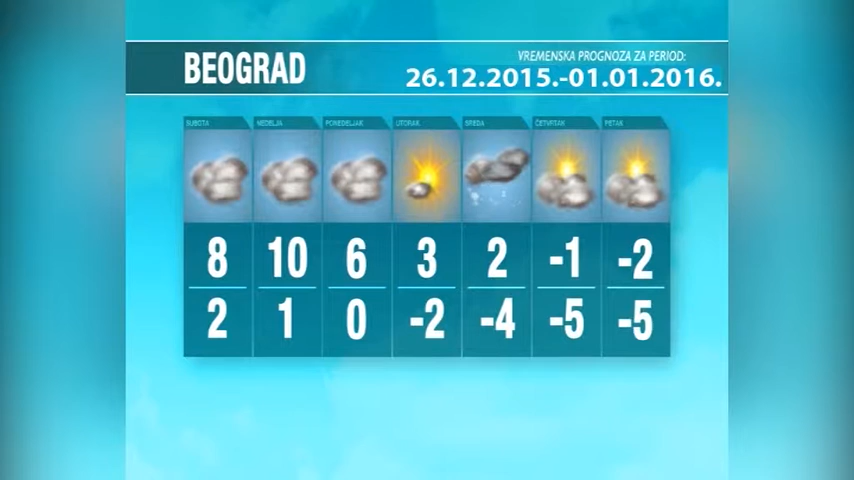 VREMENSKA PROGNOZA ZA PERIOD:
BEOGRAD
26.12.2015.-01.01.2016.
SUBOTA NEDELJA PONEDELJAK UTORAK SREDA ČETVRTAK PETAK
8 10 6 3 2 -1 -2
2 1 0 -2 -4 -5 -5